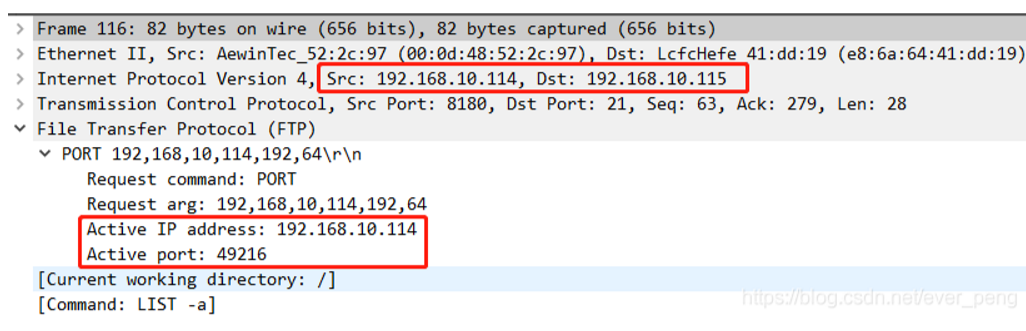 Frame 116: 82 bytes on wire (656 bits), 82 bytes captured (656 bits)
Ethernet II, Src: AewinTec_52:2c:97 (00:0d:48:52:2c:97), Dst: LcfcHefe_41:dd:19 (e8:6a:64:41:dd:19)
Internet Protocol Version 4, Src: 192.168.10.114, Dst: 192.168.10.115
Transmission Control Protocol, Src Port: 8180, Dst Port: 21, Seq: 63, Ack: 279, Len: 28
File Transfer Protocol (FTP)
PORT 192,168,10,114,192,64\r\n
Request command: PORT
Request arg: 192,168,10,114,192,64
Active IP address: 192.168.10.114
Active port: 49216
[Current working directory: /]
[Command: LIST -a]
https://blog.csdn.net/ever_peng